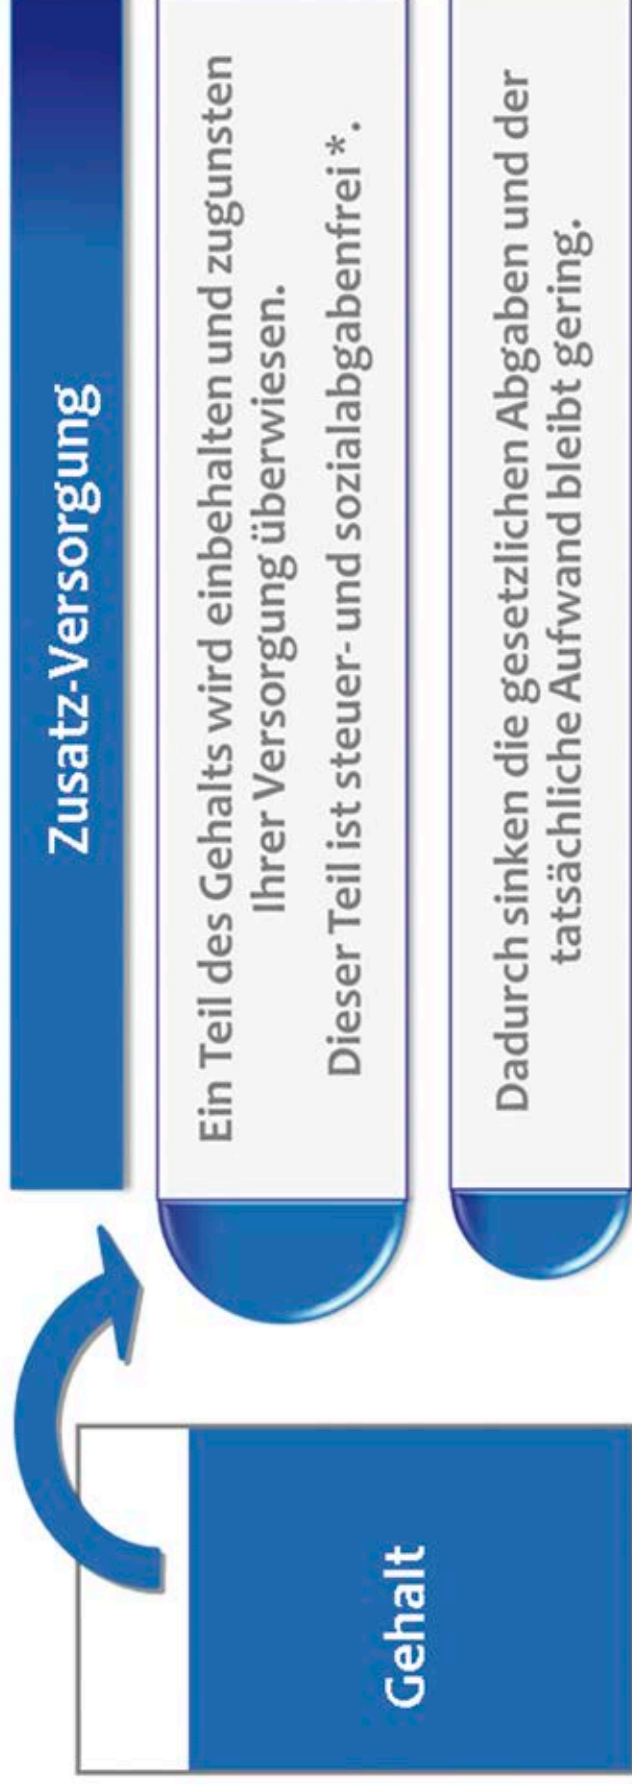 Zusatz-Versorgung
Ein Teil des Gehalts wird einbehalten und zugunsten
Ihrer Versorgung überwiesen.
Dieser Teil ist steuer- und sozialabgabenfrei*.
Dadurch sinken die gesetzlichen Abgaben und der
tatsächliche Aufwand bleibt gering.
Gehalt